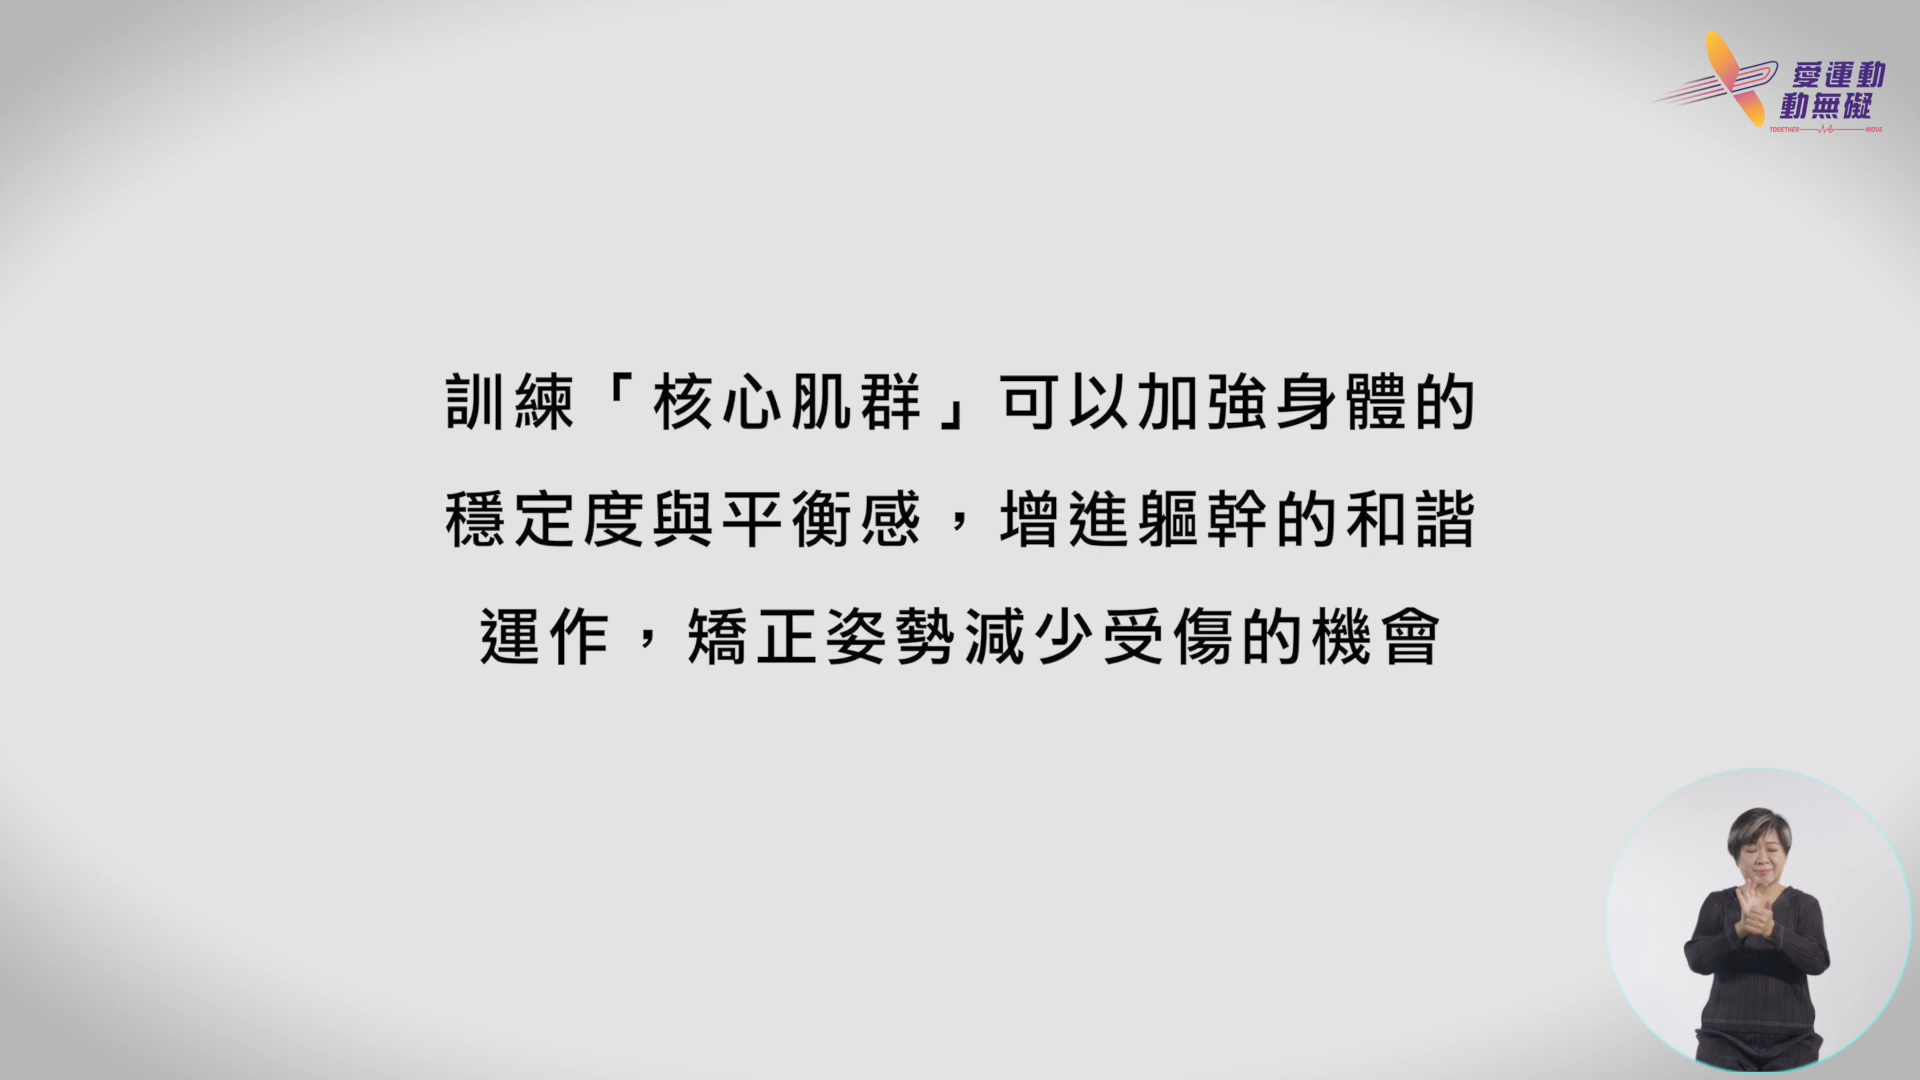 愛運動
動無礙
TOGETHER MOVE
訓練「核心肌群」可以加強身體的
穩定度與平衡感，增進軀幹的和諧
運作，矯正姿勢減少受傷的機會